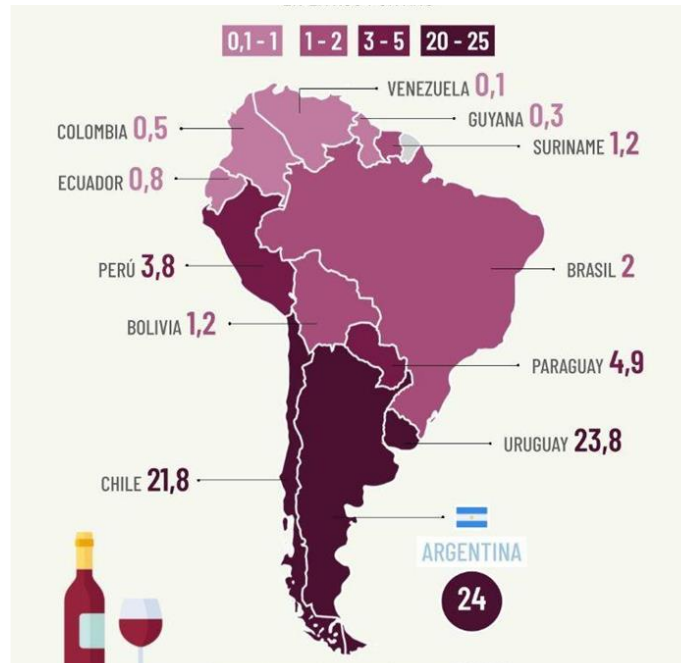 0,1 - 1
1 - 2
3 - 5
20 - 25
VENEZUELA 0,1
GUYANA 0,3
COLOMBIA 0,5
SURINAME 1,2
ECUADOR 0,8
PERÚ 3,8
BRASIL 2
BOLIVIA 1,2
PARAGUAY 4,9
URUGUAY 23,8
CHILE 21,8
ARGENTINA
24